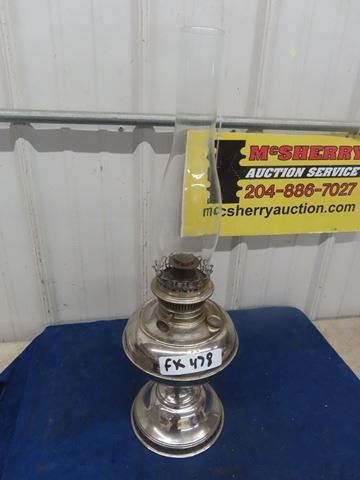 McSHERRY
AUCTION SERVICE
204-886-7027
mcsherryauction.com
FK 478